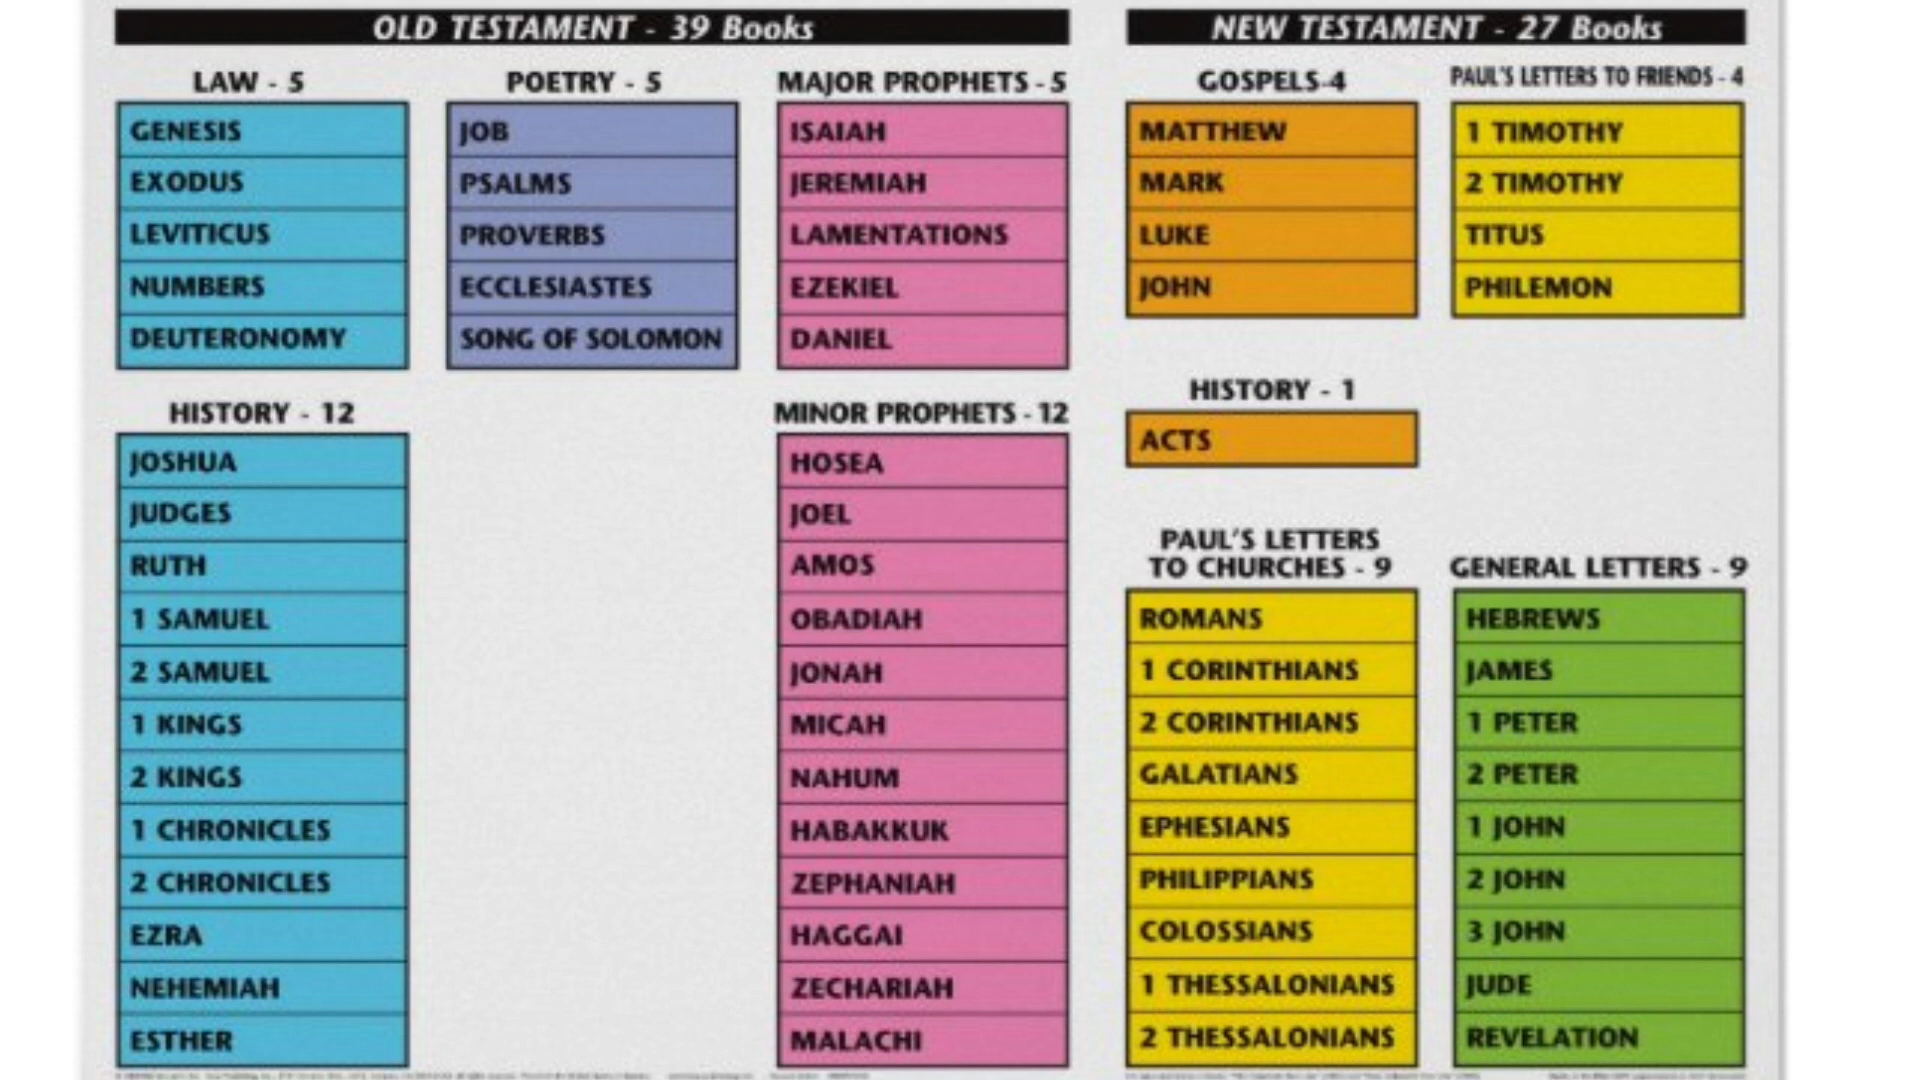 OLD TESTAMENT - 39 Books
LAW - 5
GENESIS
EXODUS
LEVITICUS
NUMBERS
DEUTERONOMY
HISTORY - 12
JOSHUA
JUDGES
RUTH
1 SAMUEL
2 SAMUEL
1 KINGS
2 KINGS
1 CHRONICLES
2 CHRONICLES
EZRA
NEHEMIAH
ESTHER
POETRY - 5
JOB
PSALMS
PROVERBS
ECCLESIASTES
SONG OF SOLOMON
MAJOR PROPHETS - 5
ISAIAH
JEREMIAH
LAMENTATIONS
EZEKIEL
DANIEL
MINOR PROPHETS - 12
HOSEA
JOEL
AMOS
OBADIAH
JONAH
MICAH
NAHUM
HABAKKUK
ZEPHANIAH
HAGGAI
ZECHARIAH
MALACHI
NEW TESTAMENT - 27 Books
GOSPELS-4
MATTHEW
MARK
LUKE
JOHN
HISTORY - 1
ACTS
PAUL'S LETTERS
TO CHURCHES - 9
ROMANS
1 CORINTHIANS
2 CORINTHIANS
GALATIANS
EPHESIANS
PHILIPPIANS
COLOSSIANS
1 THESSALONIANS
2 THESSALONIANS
PAUL'S LETTERS TO FRIENDS - 4
1 TIMOTHY
2 TIMOTHY
TITUS
PHILEMON
GENERAL LETTERS - 9
HEBREWS
JAMES
1 PETER
2 PETER
1 JOHN
2 JOHN
3 JOHN
JUDE
REVELATION